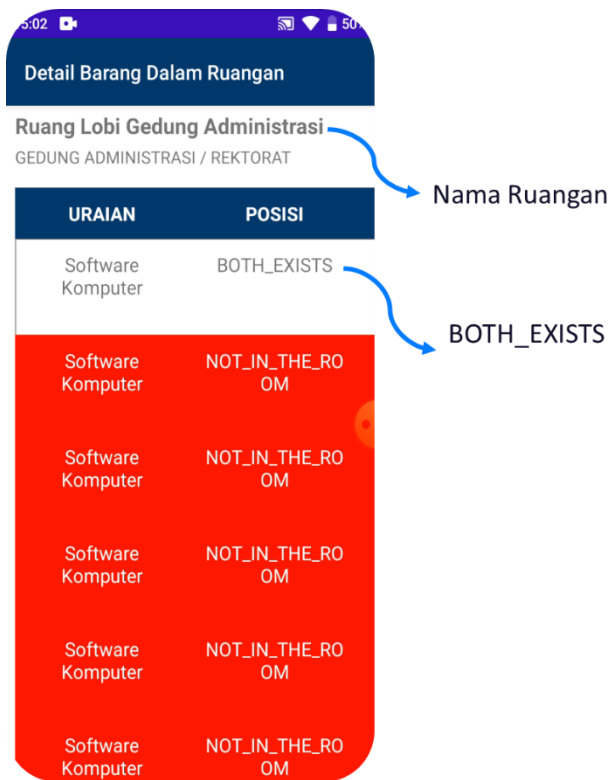 5:02
50
Detail Barang Dalam Ruangan
Ruang Lobi Gedung Administrasi
GEDUNG ADMINISTRASI / REKTORAT
Nama Ruangan
URAIAN POSISI
Software BOTH_EXISTS
Komputer
BOTH_EXISTS
Software NOT_IN_THE_RO
Komputer OM
Software NOT_IN_THE_RO
Komputer OM
Software NOT_IN_THE_RO
Komputer OM
Software NOT_IN_THE_RO
Komputer OM
Software NOT_IN_THE_RO
Komputer OM